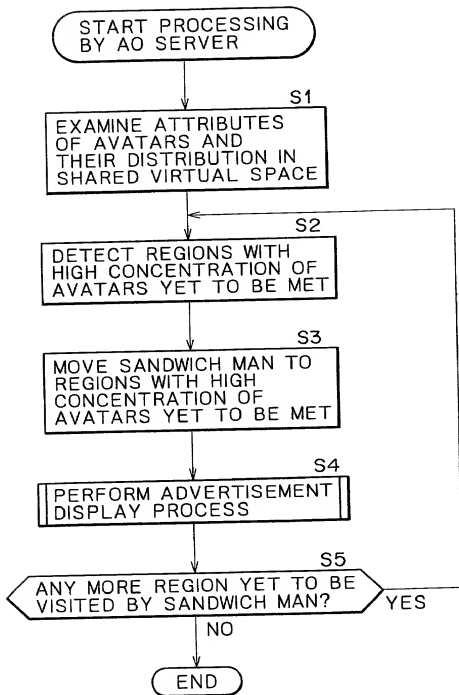 START PROCESSING
BY AO SERVER
S1
EXAMINE ATTRIBUTES
OF AVATARS AND
THEIR DISTRIBUTION IN
SHARED VIRTUAL SPACE
S2
DETECT REGIONS WITH
HIGH CONCENTRATION OF
AVATARS YET TO BE MET
S3
MOVE SANDWICH MAN TO
REGIONS WITH HIGH
CONCENTRATION OF
AVATARS YET TO BE MET
S4
PERFORM ADVERTISEMENT
DISPLAY PROCESS
S5
ANY MORE REGION YET TO BE
VISITED BY SANDWICH MAN?
YES
NO
END